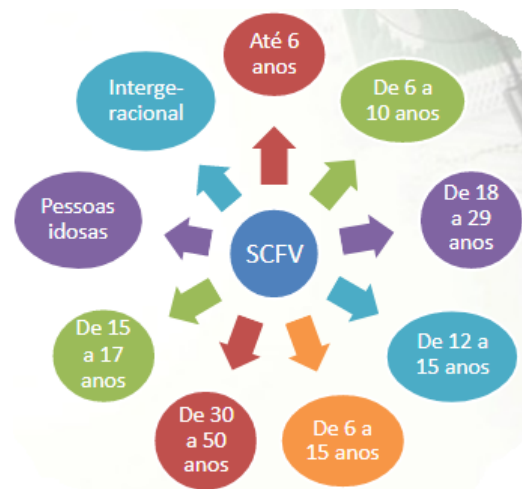 Até 6
anos
De 6 a
10 anos
De 18
a 29
anos
De 12 a
15 anos
De 6 a
15 anos
De 30
a 50
anos
De 15
a 17
anos
Pessoas
idosas
Interge-
racional
SCFV